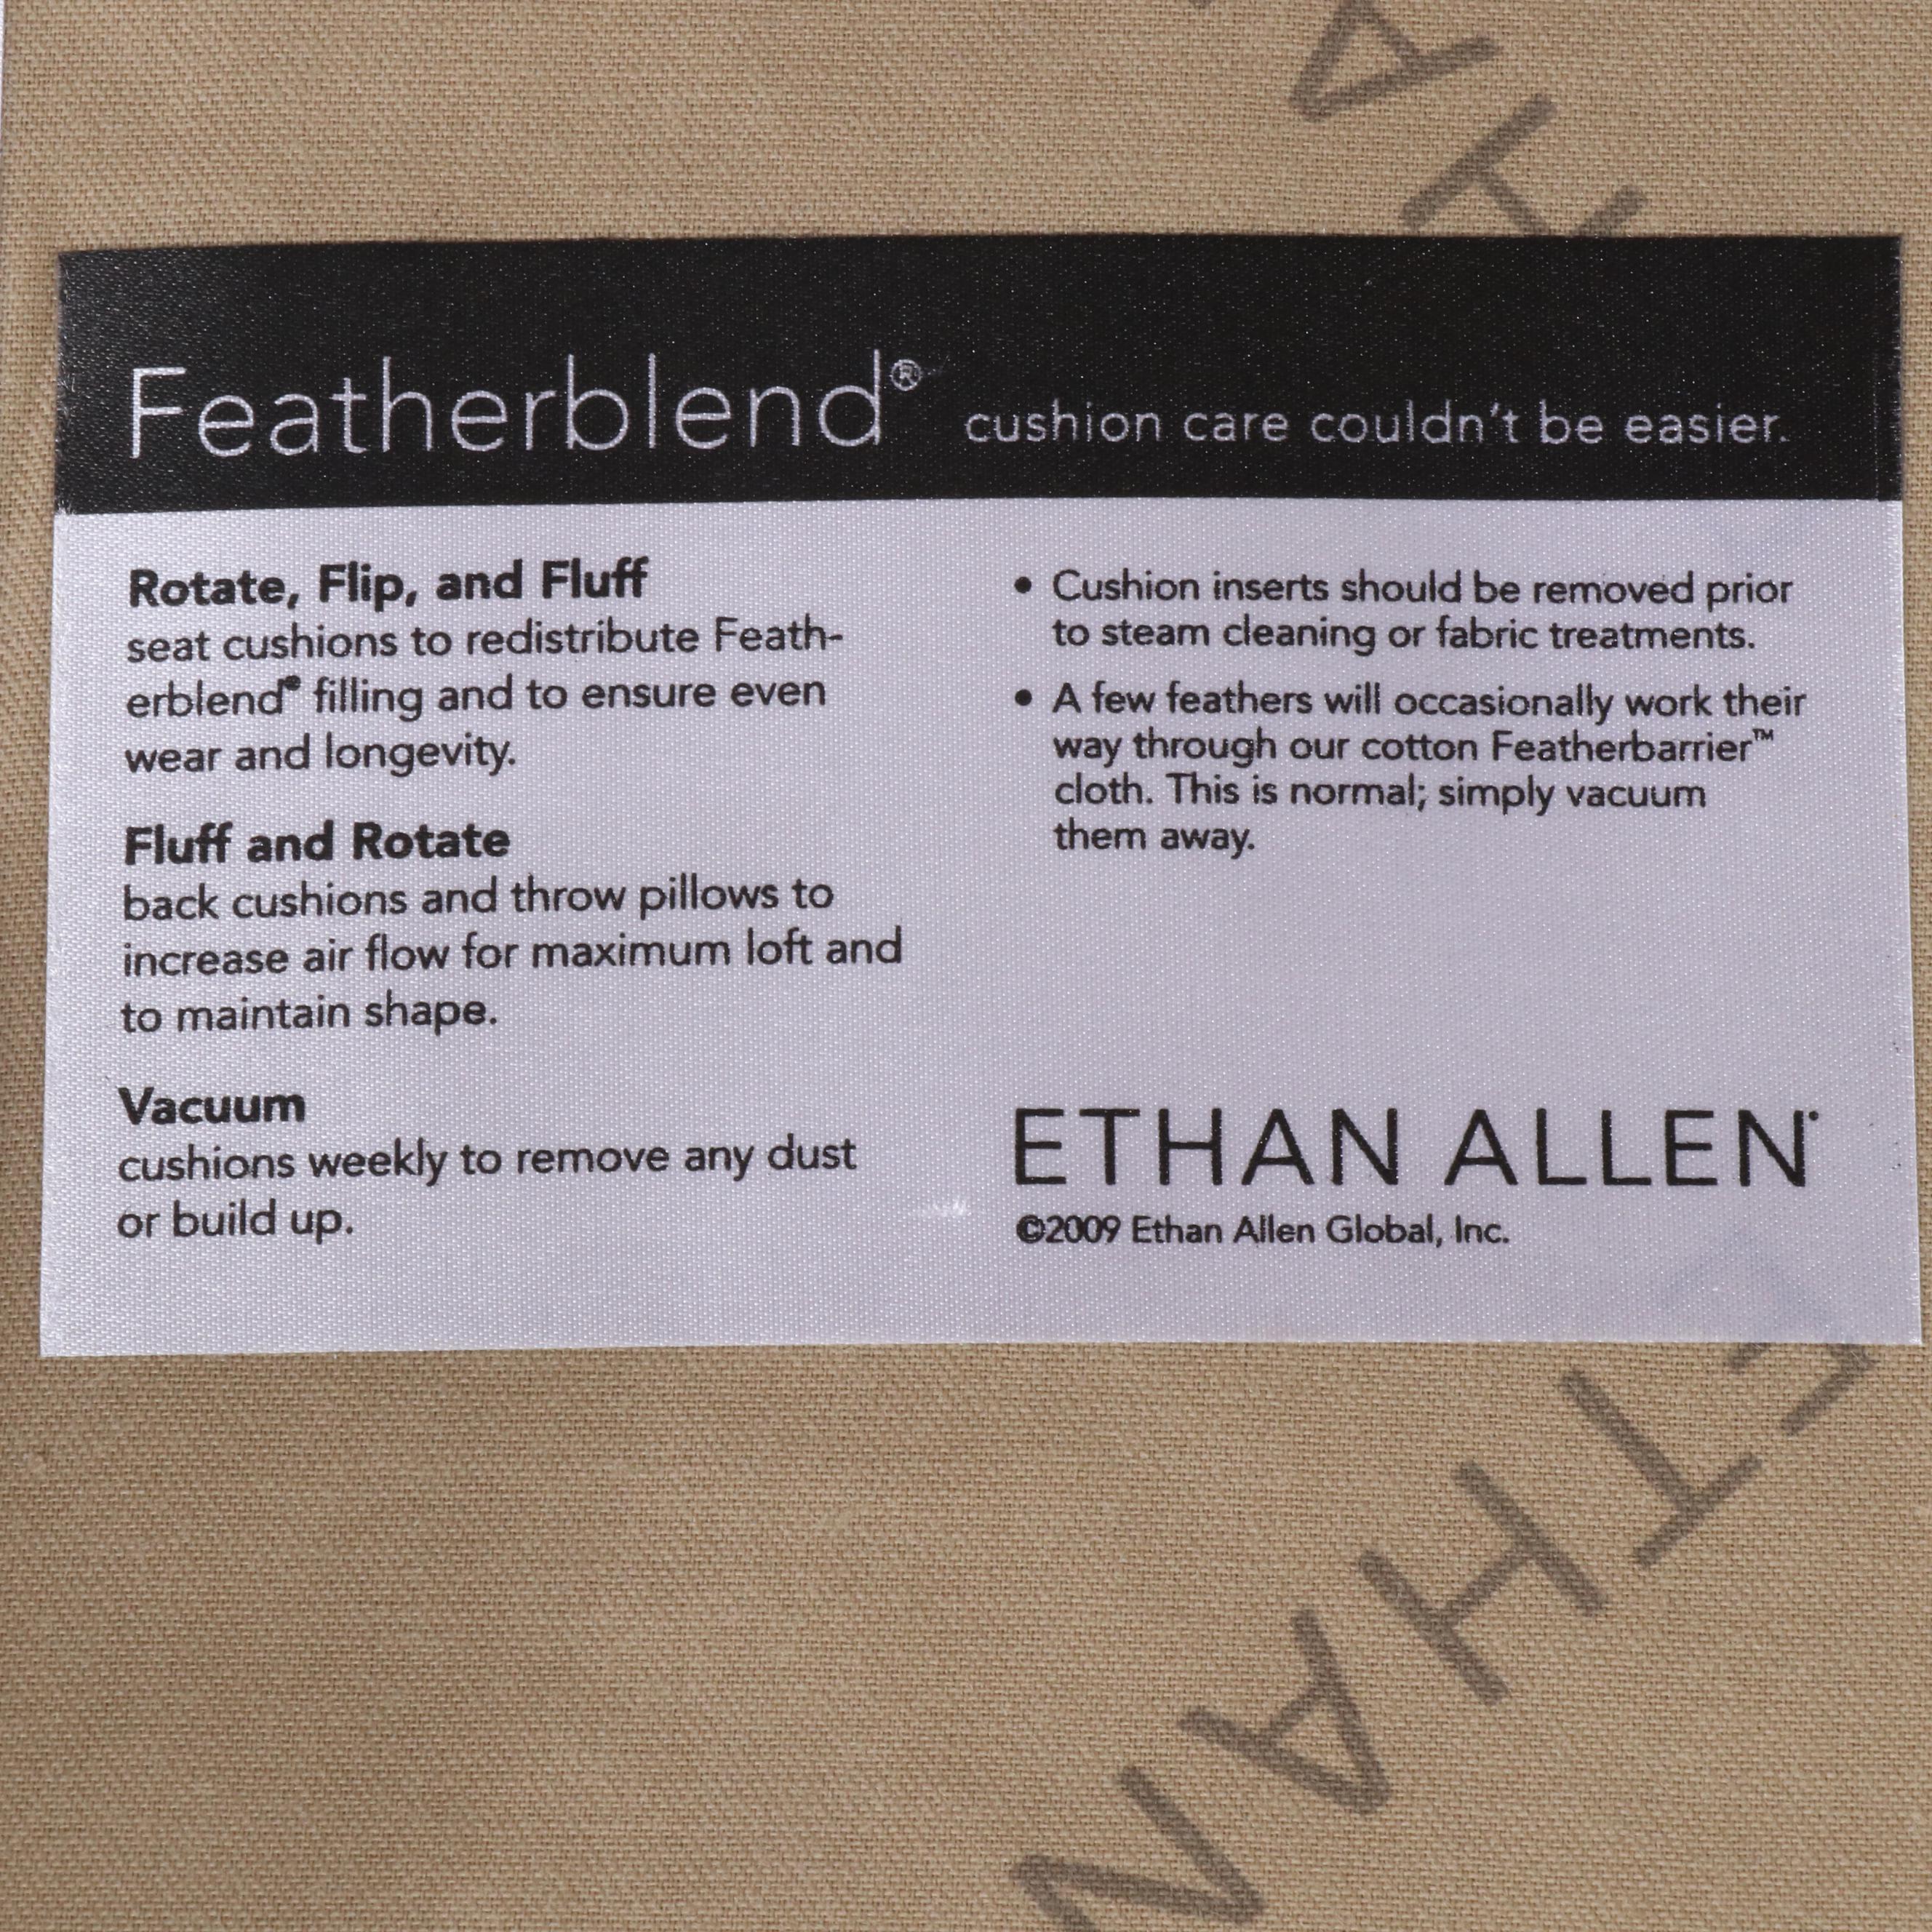 Featherblend® cushion care couldn't be easier.
Rotate, Flip, and Fluff
seat cushions to redistribute Feath-
erblend® filling and to ensure even
wear and longevity.
Fluff and Rotate
back cushions and throw pillows to
increase air flow for maximum loft and
to maintain shape.
Vacuum
cushions weekly to remove any dust
or build up.
• Cushion inserts should be removed prior
to steam cleaning or fabric treatments.
• A few feathers will occasionally work their
way through our cotton Featherbarrier™
cloth. This is normal; simply vacuum
them away.
ETHAN ALLEN®
©2009 Ethan Allen Global, Inc.
ETHAN